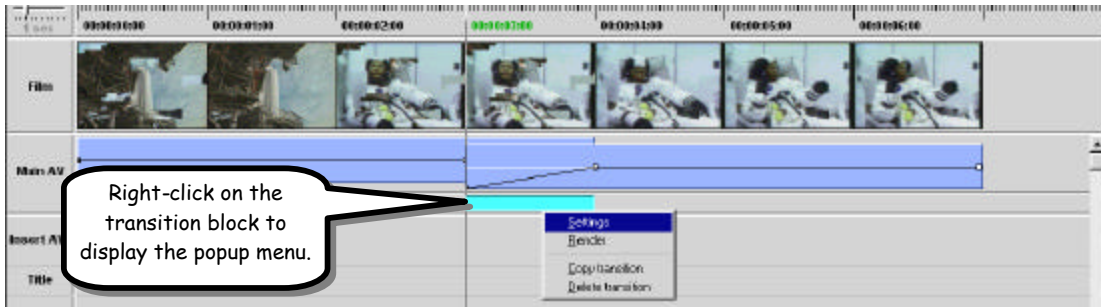 1 sec
00:00:00:00 00:00:01:00 00:00:02:00 00:00:03:00 00:00:04:00 00:00:05:00 00:00:06:00
Film
Main AV
Right-click on the
transition block to
display the popup menu.
Insert AV
Title
Settings
Render
Copy transition
Delete transition